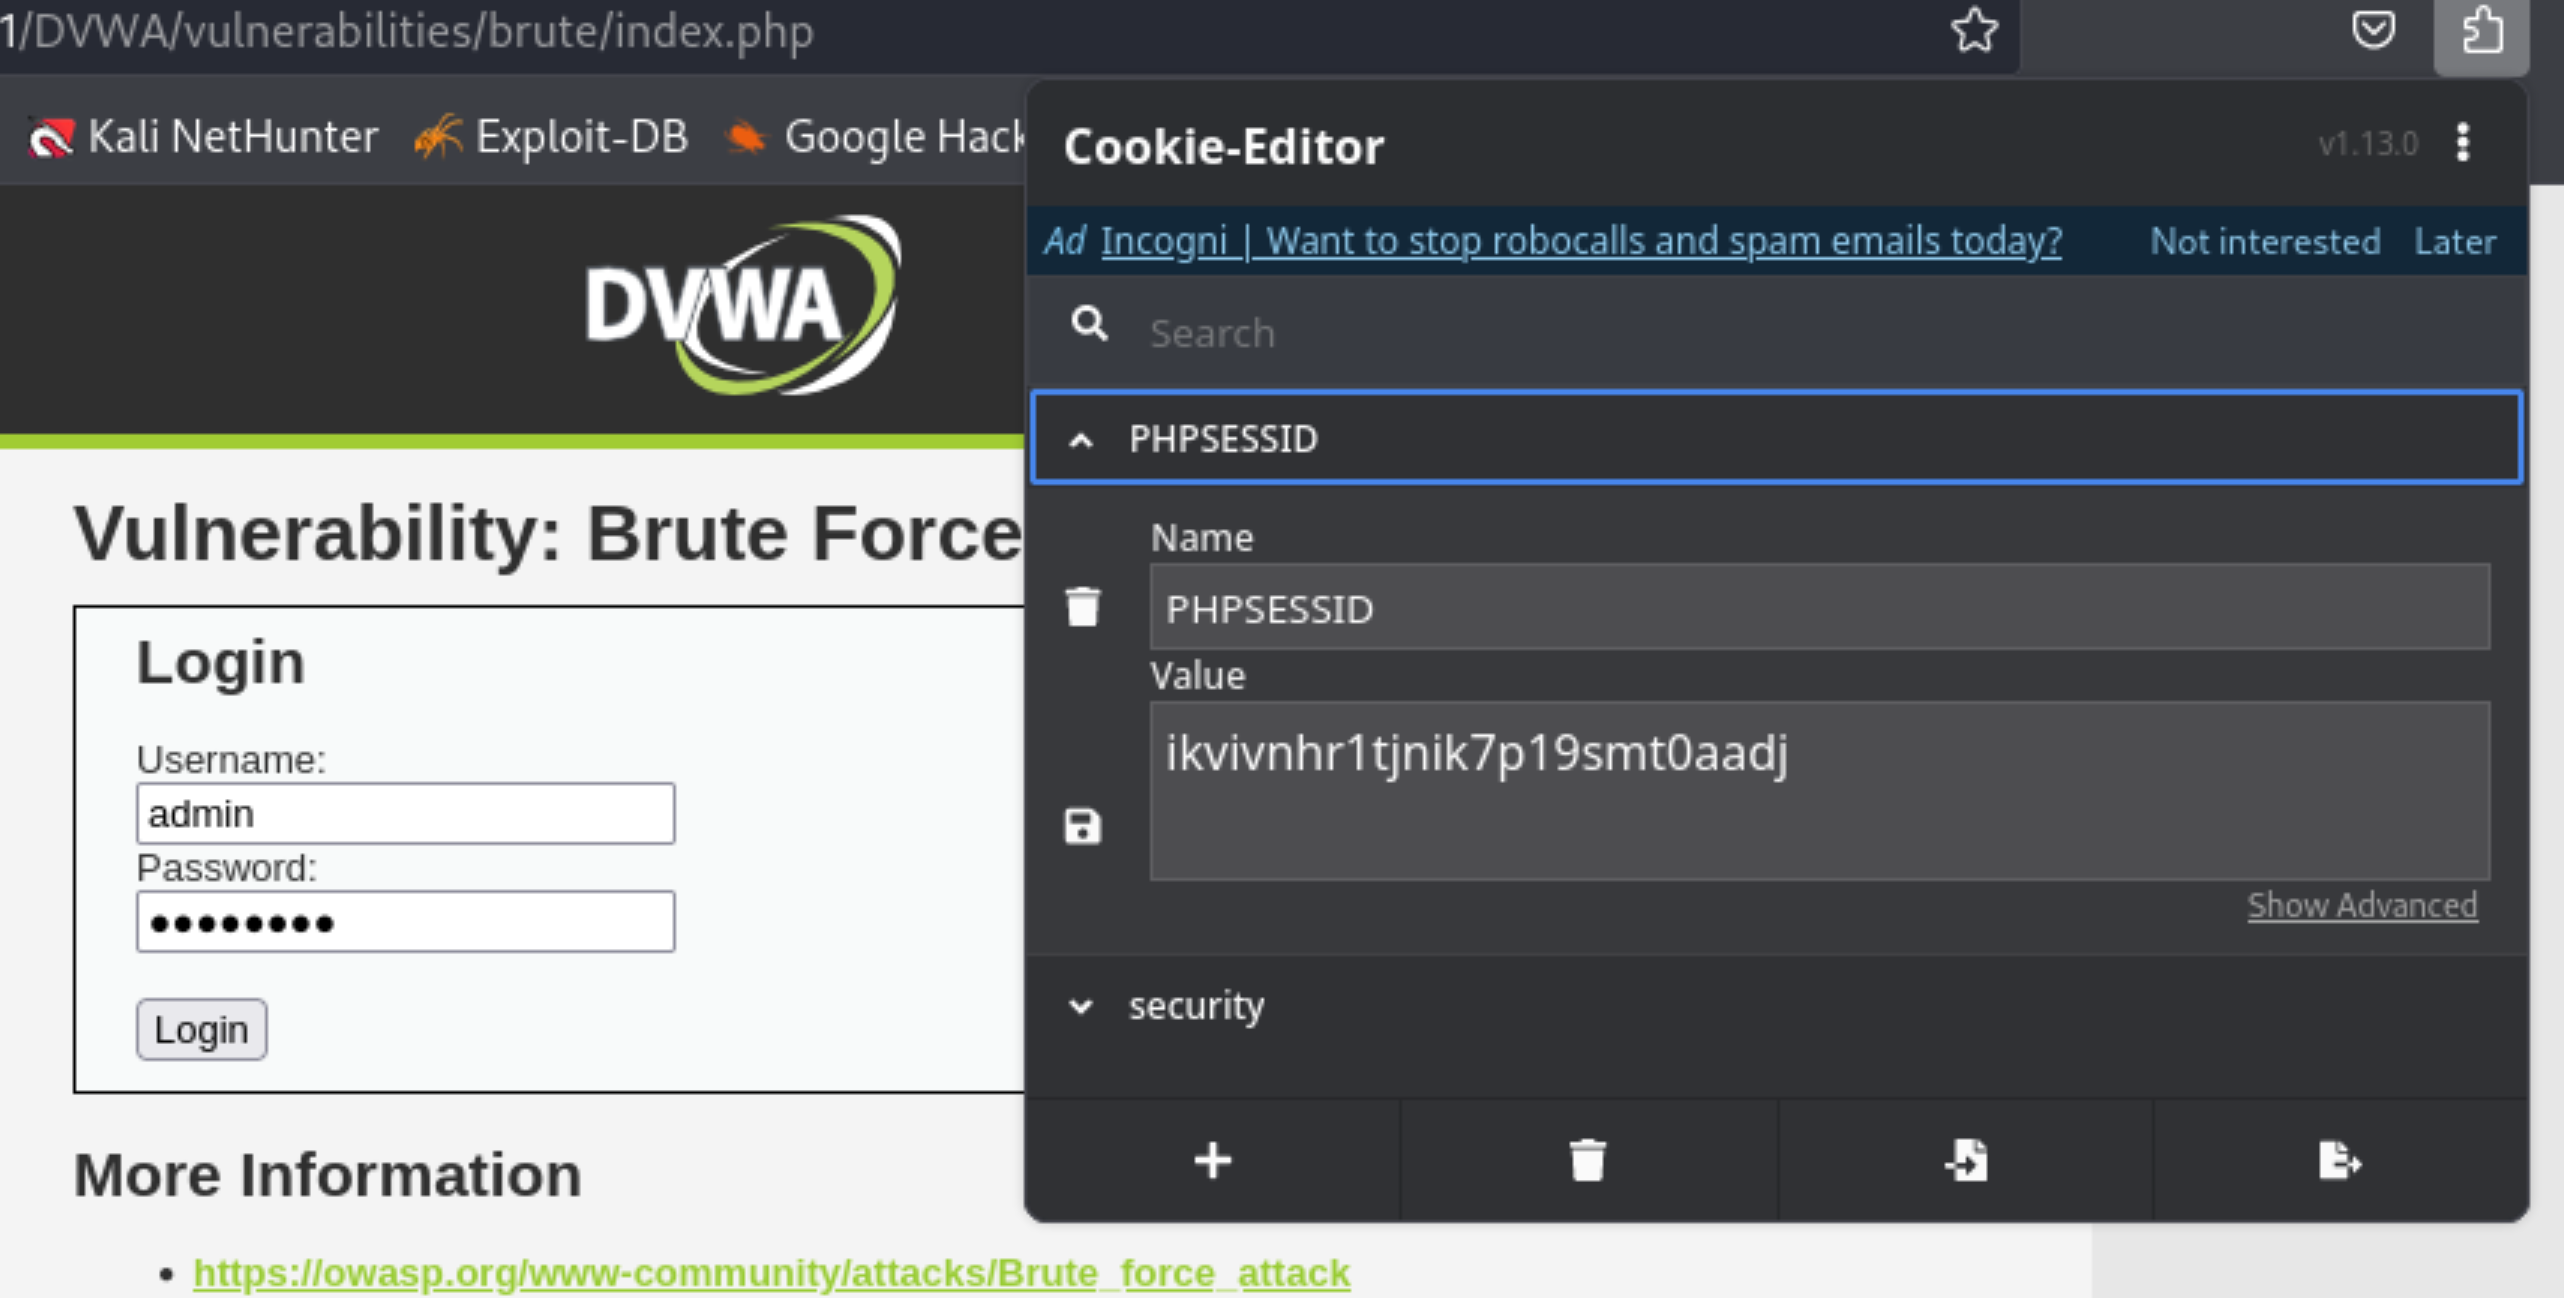 1/DVWA/vulnerabilities/brute/index.php
Kali NetHunter Exploit-DB Google Hack
DVWA
Vulnerability: Brute Force
Login
Username:
admin
Password:
••••••••
Login
More Information
• https://owasp.org/www-community/attacks/Brute_force_attack
Cookie-Editor v1.13.0
Ad Incogni | Want to stop robocalls and spam emails today? Not interested Later
Search
PHPSESSID
Name
PHPSESSID
Value
ikvivnhr1tjnik7p19smt0aadj
Show Advanced
security